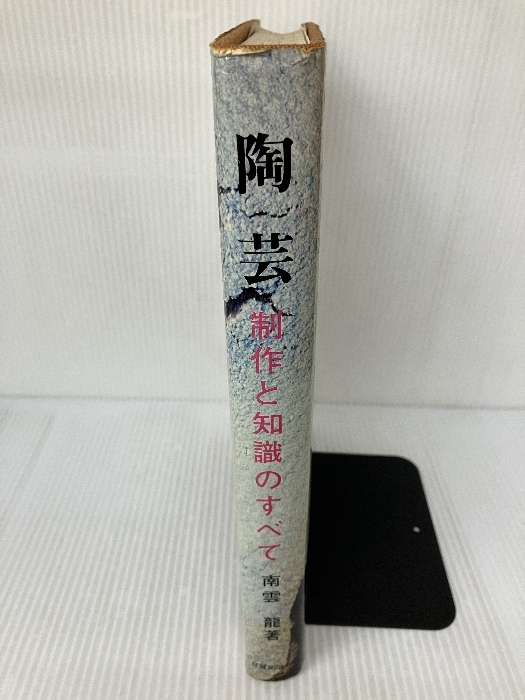 陶芸
制作と知識のすべて
南雲 龍著